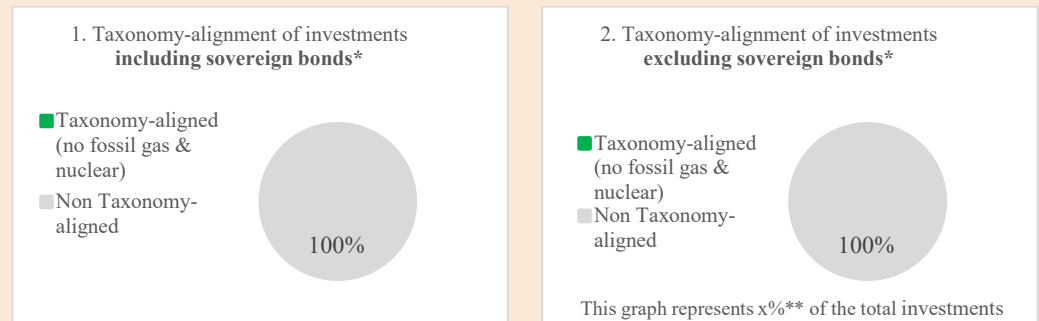 1. Taxonomy-alignment of investments
including sovereign bonds*
Taxonomy-aligned
(no fossil gas &
nuclear)
Non Taxonomy-
aligned
100%
2. Taxonomy-alignment of investments
excluding sovereign bonds*
Taxonomy-aligned
(no fossil gas &
nuclear)
Non Taxonomy-
aligned
100%
This graph represents x%** of the total investments